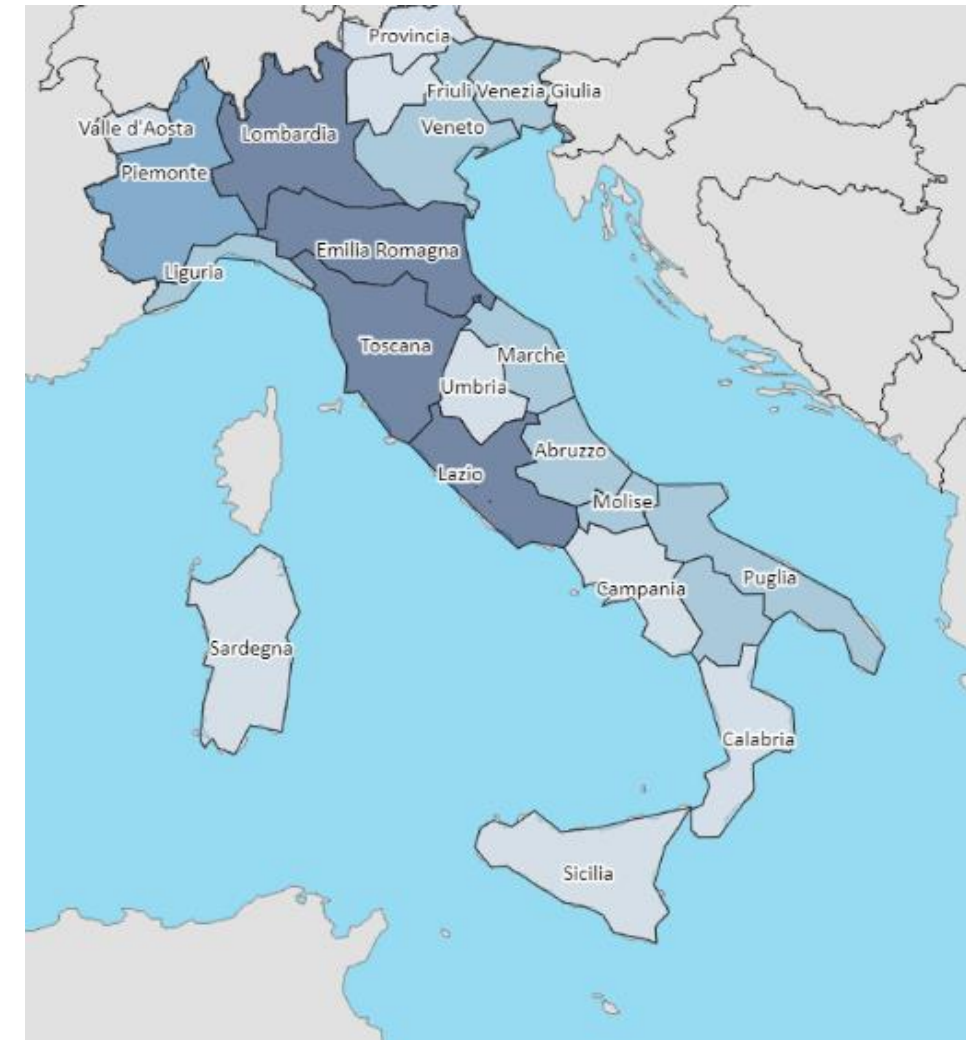 Provincia
Friuli Venezia Giulia
Valle d'Aosta
Lombardia
Veneto
Piemonte
Emilia Romagna
Liguria
Toscana
Marche
Umbria
Abruzzo
Lazio
Molise
Puglia
Campania
Sardegna
Calabria
Sicilia